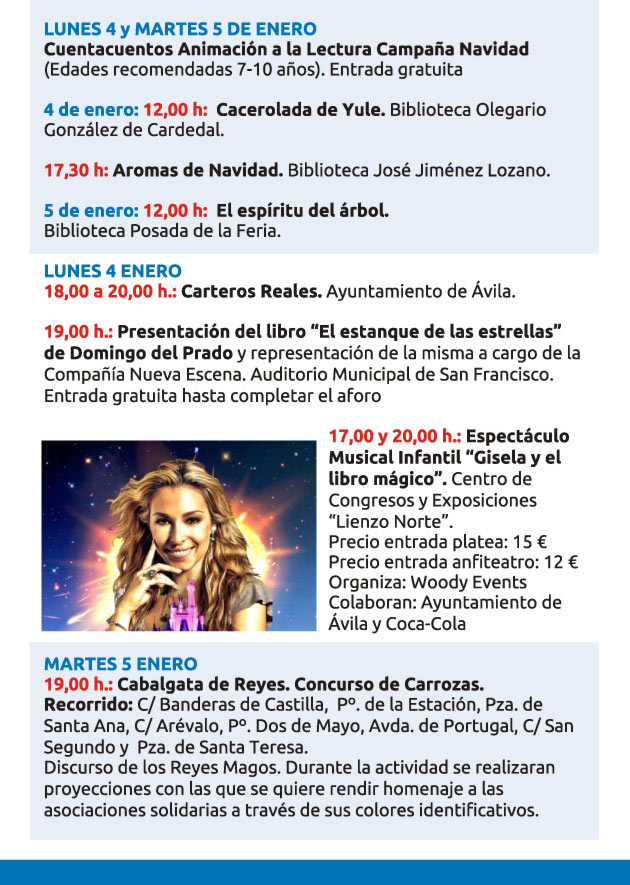 LUNES 4 y MARTES 5 DE ENERO
Cuentacuentos Animación a la Lectura Campaña Navidad
(Edades recomendadas 7-10 años). Entrada gratuita
4 de enero: 12,00 h: Cacerolada de Yule. Biblioteca Olegario
González de Cardedal.
17,30 h: Aromas de Navidad. Biblioteca José Jiménez Lozano.
5 de enero: 12,00 h: El espíritu del árbol.
Biblioteca Posada de la Feria.
LUNES 4 ENERO
18,00 a 20,00 h.: Carteros Reales. Ayuntamiento de Ávila.
19,00 h.: Presentación del libro “El estanque de las estrellas”
de Domingo del Prado y representación de la misma a cargo de la
Compañía Nueva Escena. Auditorio Municipal de San Francisco.
Entrada gratuita hasta completar el aforo
17,00 y 20,00 h.: Espectáculo
Musical Infantil “Gisela y el
libro mágico”. Centro de
Congresos y Exposiciones
“Lienzo Norte”.
Precio entrada platea: 15 €
Precio entrada anfiteatro: 12 €
Organiza: Woody Events
Colaboran: Ayuntamiento de
Ávila y Coca-Cola
MARTES 5 ENERO
19,00 h.: Cabalgata de Reyes. Concurso de Carrozas.
Recorrido: C/ Banderas de Castilla, Pº. de la Estación, Pza. de
Santa Ana, C/ Arévalo, Pº. Dos de Mayo, Avda. de Portugal, C/ San
Segundo y Pza. de Santa Teresa.
Discurso de los Reyes Magos. Durante la actividad se realizaran
proyecciones con las que se quiere rendir homenaje a las
asociaciones solidarias a través de sus colores identificativos.